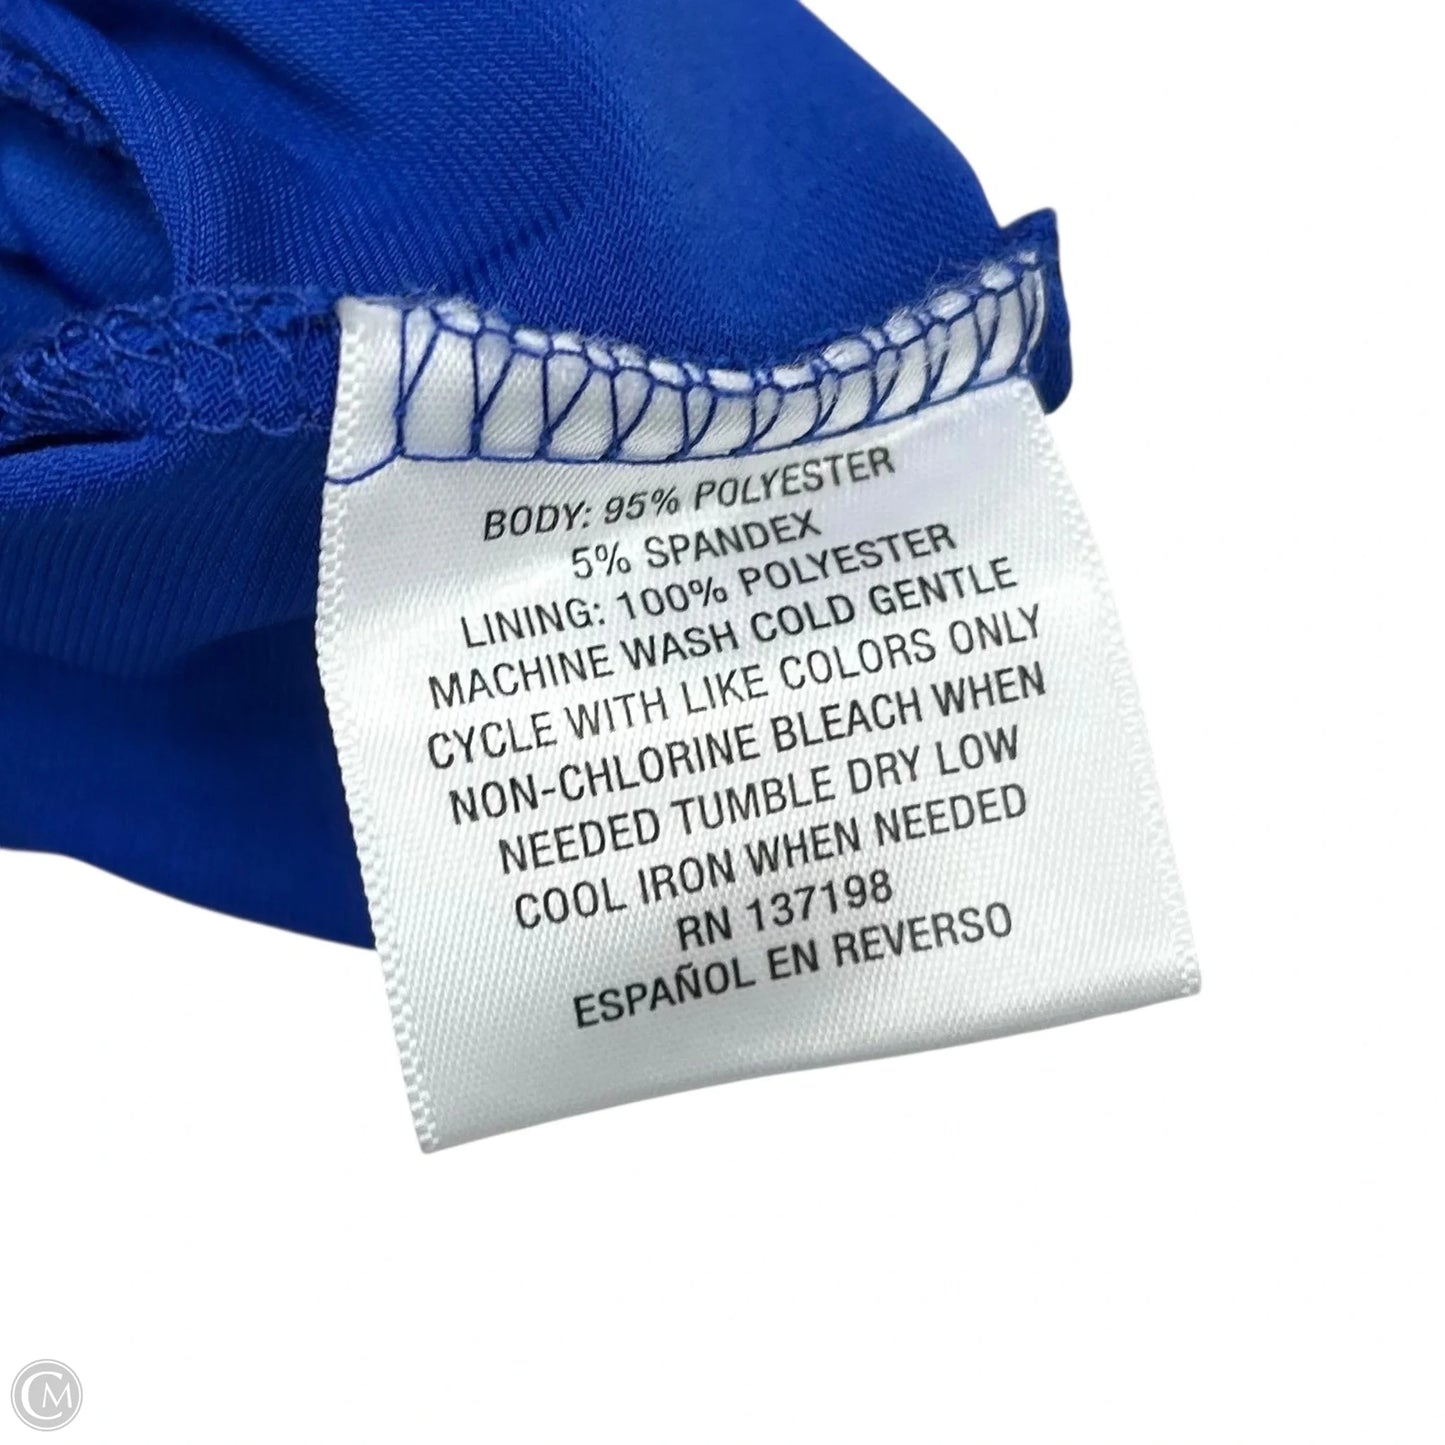 BODY: 95% POLYESTER
5% SPANDEX
LINING: 100% POLYESTER
MACHINE WASH COLD GENTLE
CYCLE WITH LIKE COLORS ONLY
NON-CHLORINE BLEACH WHEN
NEEDED TUMBLE DRY LOW
COOL IRON WHEN NEEDED
RN 137198
ESPAÑOL EN REVERSO
CM